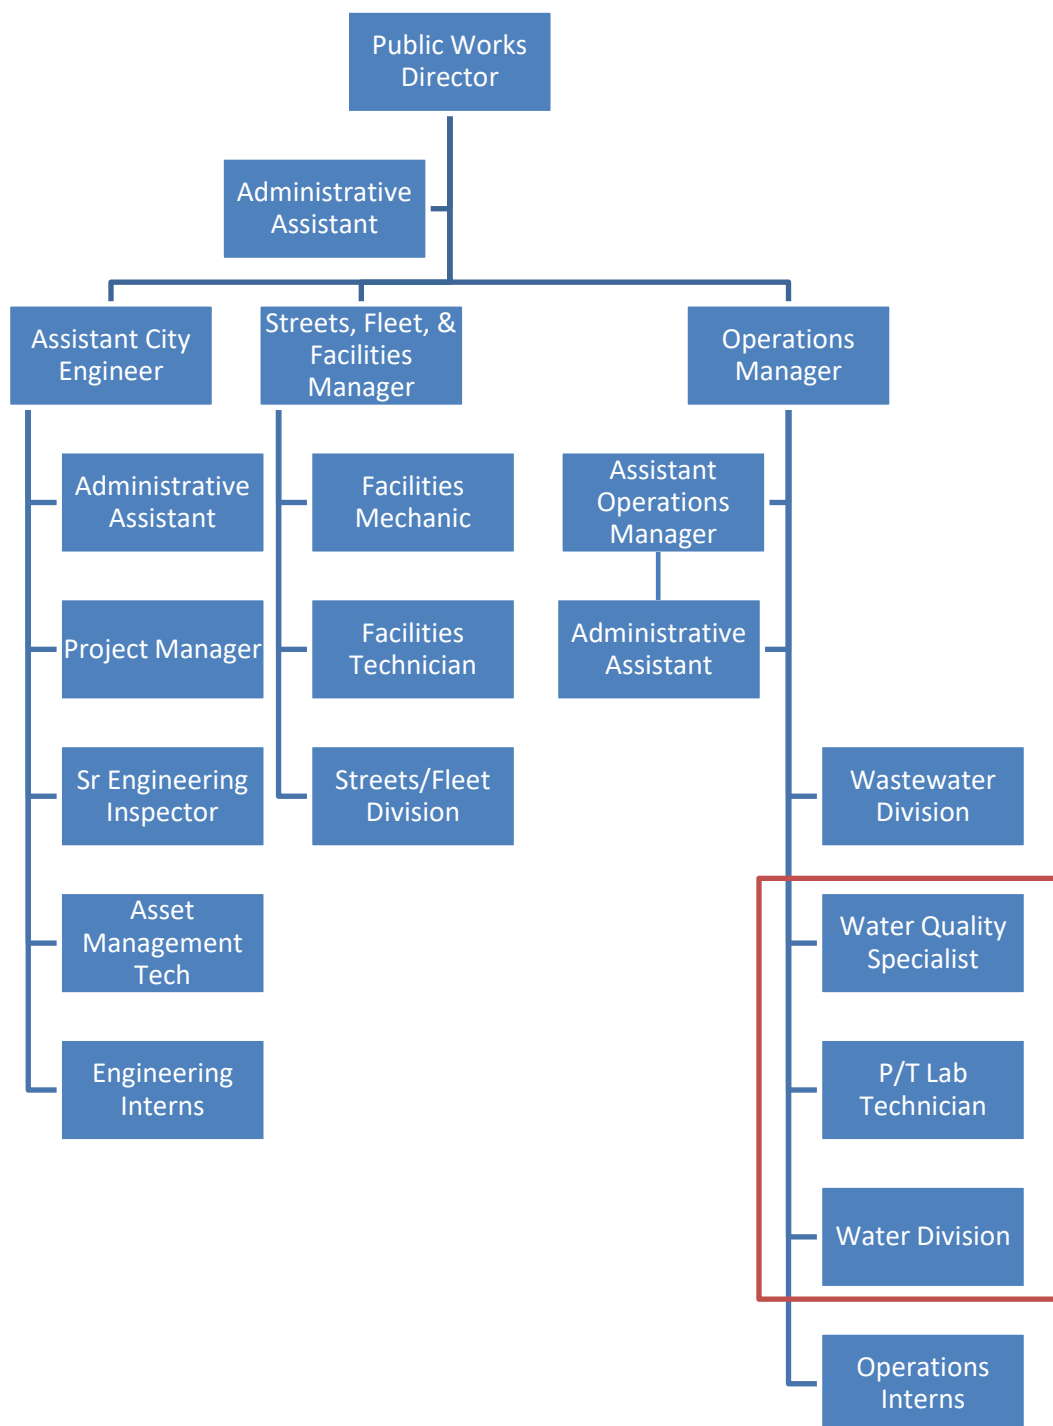 Public Works
Director
Administrative
Assistant
Assistant City
Engineer
Streets, Fleet, &
Facilities
Manager
Operations
Manager
Administrative
Assistant
Project Manager
Sr Engineering
Inspector
Asset
Management
Tech
Engineering
Interns
Facilities
Mechanic
Facilities
Technician
Streets/Fleet
Division
Assistant
Operations
Manager
Administrative
Assistant
Wastewater
Division
Water Quality
Specialist
P/T Lab
Technician
Water Division
Operations
Interns